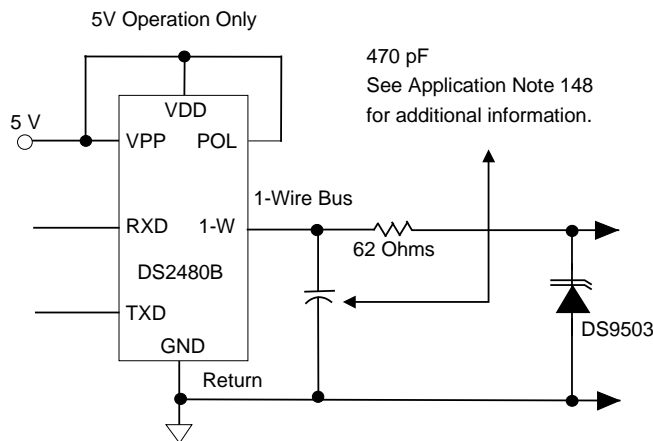 5V Operation Only
470 pF
See Application Note 148
for additional information.
5 V
VDD
VPP
POL
1-Wire Bus
RXD
1-W
62 Ohms
DS2480B
TXD
DS9503
GND
Return